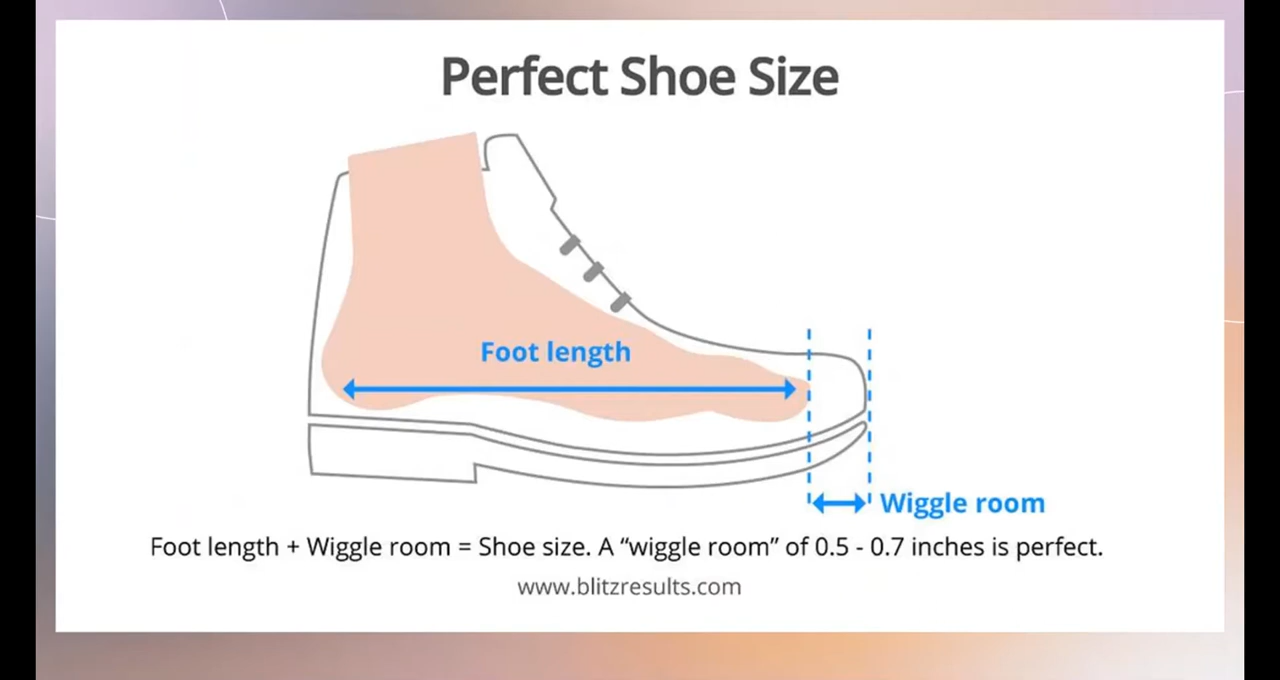 Perfect Shoe Size
Foot length
Wiggle room
Foot length + Wiggle room = Shoe size. A “wiggle room” of 0.5 - 0.7 inches is perfect.
www.blitzresults.com